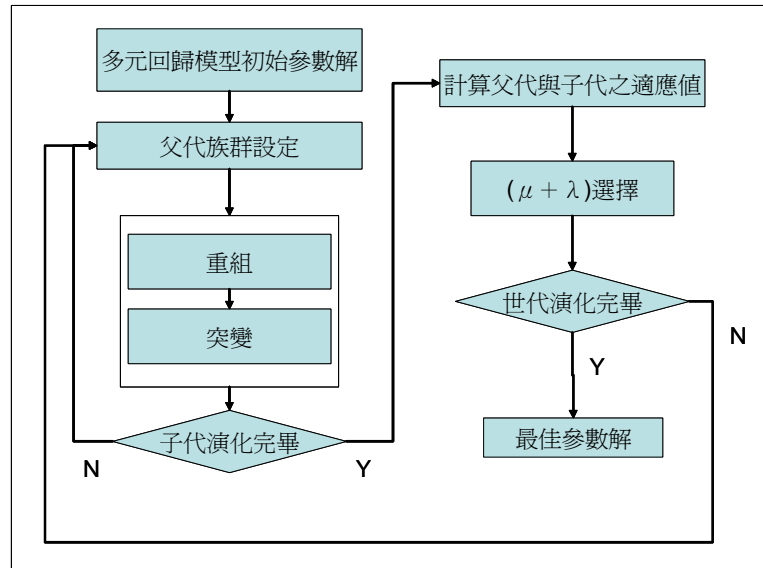 多元回歸模型初始參數解
父代族群設定
重組
突變
子代演化完畢
N
Y
計算父代與子代之適應值
(μ + λ)選擇
世代演化完畢
N
Y
最佳參數解